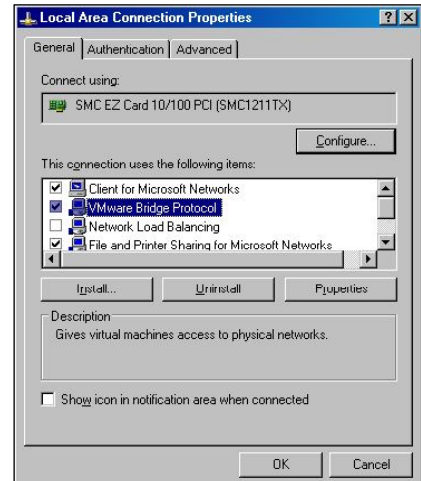 Local Area Connection Properties
General Authentication Advanced
Connect using:
SMC EZ Card 10/100 PCI (SMC1211TX)
Configure...
This connection uses the following items:
Client for Microsoft Networks
VMware Bridge Protocol
Network Load Balancing
File and Printer Sharing for Microsoft Networks
Install... Uninstall Properties
Description
Gives virtual machines access to physical networks.
Show icon in notification area when connected
OK Cancel